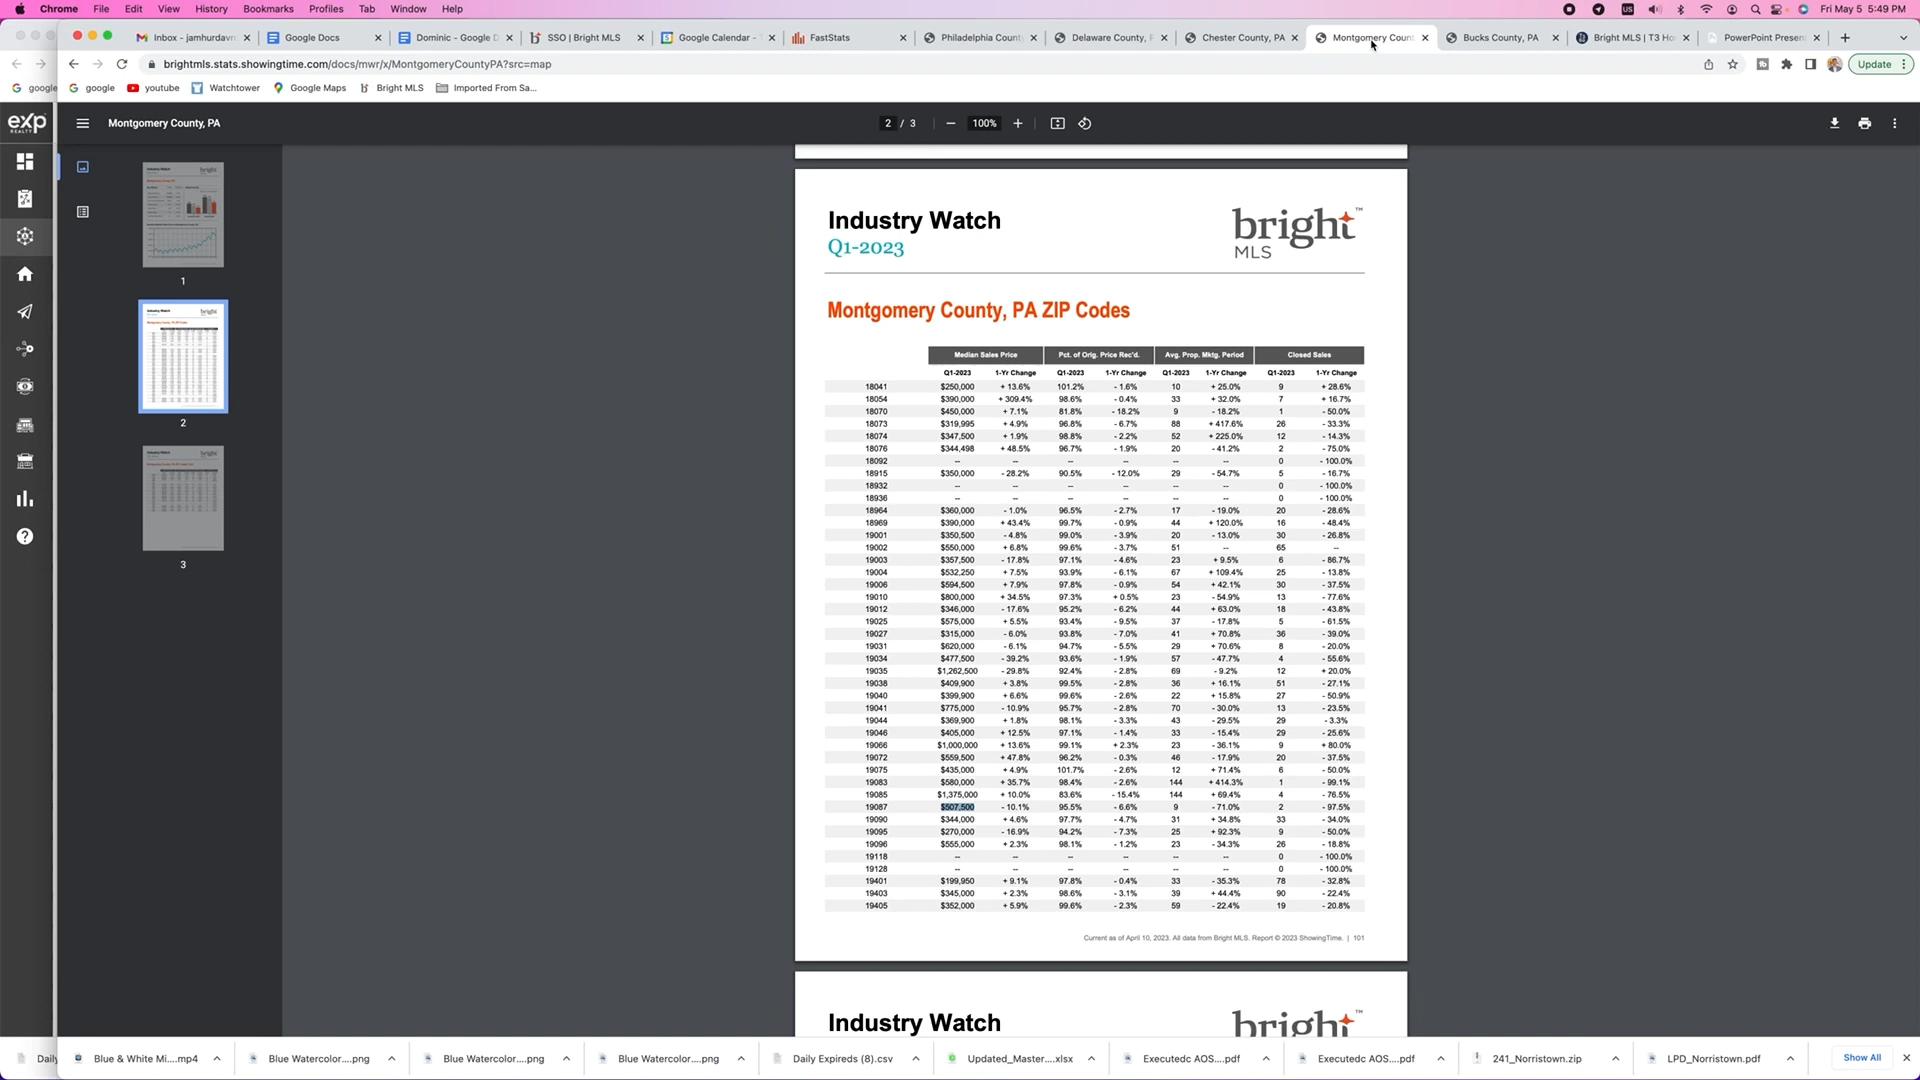 Chrome File Edit View History Bookmarks Profiles Tab Window Help US Fri May 5 5:49 PM
Inbox - jamhurdavn Google Docs Dominic - Google D SSO | Bright MLS Google Calendar - FastStats Philadelphia County Delaware County, Chester County, PA Montgomery Coun Bucks County, PA Bright MLS | T3 Ho PowerPoint Presen
brightmls.stats.showingtime.com/docs/mwr/x/MontgomeryCountyPA?src=map Update
google google youtube Watchtower Google Maps Bright MLS Imported From Sa...
exp REALTY
Montgomery County, PA 2 / 3 100%
1
2
3
Industry Watch
Q1-2023
bright™
MLS
Montgomery County, PA ZIP Codes
Median Sales Price Pct. of Orig. Price Rec'd. Avg. Prop. Mktg. Period Closed Sales
Q1-2023 1-Yr Change Q1-2023 1-Yr Change Q1-2023 1-Yr Change Q1-2023 1-Yr Change
18041 $250,000 + 13.6% 101.2% - 1.6% 10 + 25.0% 9 + 28.6%
18054 $390,000 + 309.4% 98.6% - 0.4% 33 + 32.0% 7 + 16.7%
18070 $450,000 + 7.1% 81.8% - 18.2% 9 - 18.2% 1 - 50.0%
18073 $319,995 + 4.9% 96.8% - 6.7% 88 + 417.6% 26 - 33.3%
18074 $347,500 + 1.9% 98.8% - 2.2% 52 + 225.0% 12 - 14.3%
18076 $344,498 + 48.5% 96.7% - 1.9% 20 - 41.2% 2 - 75.0%
18092 -- -- -- -- -- -- 0 - 100.0%
18915 $350,000 - 28.2% 90.5% - 12.0% 29 - 54.7% 5 - 16.7%
18932 -- -- -- -- -- -- 0 - 100.0%
18936 -- -- -- -- -- -- 0 - 100.0%
18964 $360,000 - 1.0% 96.5% - 2.7% 17 - 19.0% 20 - 28.6%
18969 $390,000 + 43.4% 99.7% - 0.9% 44 + 120.0% 16 - 48.4%
19001 $350,500 - 4.8% 99.0% - 3.9% 20 - 13.0% 30 - 26.8%
19002 $550,000 + 6.8% 99.6% - 3.7% 51 -- 65 --
19003 $357,500 - 17.8% 97.1% - 4.6% 23 + 9.5% 6 - 86.7%
19004 $532,250 + 7.5% 93.9% - 6.1% 67 + 109.4% 25 - 13.8%
19006 $594,500 + 7.9% 97.8% - 0.9% 54 + 42.1% 30 - 37.5%
19010 $800,000 + 34.5% 97.3% + 0.5% 23 - 54.9% 13 - 77.6%
19012 $346,000 - 17.6% 95.2% - 6.2% 44 + 63.0% 18 - 43.8%
19025 $575,000 + 5.5% 93.4% - 9.5% 37 - 17.8% 5 - 61.5%
19027 $315,000 - 6.0% 93.8% - 7.0% 41 + 70.8% 36 - 39.0%
19031 $620,000 - 6.1% 94.7% - 5.5% 29 + 70.6% 8 - 20.0%
19034 $477,500 - 39.2% 93.6% - 1.9% 57 - 47.7% 4 - 55.6%
19035 $1,262,500 - 29.8% 92.4% - 2.8% 69 - 9.2% 12 + 20.0%
19038 $409,900 + 3.8% 99.5% - 2.8% 36 + 16.1% 51 - 27.1%
19040 $399,900 + 6.6% 99.6% - 2.6% 22 + 15.8% 27 - 50.9%
19041 $775,000 - 10.9% 95.7% - 2.8% 70 - 30.0% 13 - 23.5%
19044 $369,900 + 1.8% 98.1% - 3.3% 43 - 29.5% 29 - 3.3%
19046 $405,000 + 12.5% 97.1% - 1.4% 33 - 15.4% 29 - 25.6%
19066 $1,000,000 + 13.6% 99.1% + 2.3% 23 - 36.1% 9 + 80.0%
19072 $559,500 + 47.8% 96.2% - 0.3% 46 - 17.9% 20 - 37.5%
19075 $435,000 + 4.9% 101.7% - 2.6% 12 + 71.4% 6 - 50.0%
19083 $580,000 + 35.7% 98.4% - 2.6% 144 + 414.3% 1 - 99.1%
19085 $1,375,000 + 10.0% 83.6% - 15.4% 144 + 69.4% 4 - 76.5%
19087 $507,500 - 10.1% 95.5% - 6.6% 9 - 71.0% 2 - 97.5%
19090 $344,000 + 4.6% 97.7% - 4.7% 31 + 34.8% 33 - 34.0%
19095 $270,000 - 16.9% 94.2% - 7.3% 25 + 92.3% 9 - 50.0%
19096 $555,000 + 2.3% 98.1% - 1.2% 23 - 34.3% 26 - 18.8%
19118 -- -- -- -- -- -- 0 - 100.0%
19128 -- -- -- -- -- -- 0 - 100.0%
19401 $199,950 + 9.1% 97.8% - 0.4% 33 - 35.3% 78 - 32.8%
19403 $345,000 + 2.3% 98.6% - 3.1% 39 + 44.4% 90 - 22.4%
19405 $352,000 + 5.9% 99.6% - 2.3% 59 - 22.4% 19 - 20.8%
Current as of April 10, 2023. All data from Bright MLS. Report © 2023 ShowingTime. | 101
Industry Watch
bright™
Daily Blue & White Mi....mp4 Blue Watercolor....png Blue Watercolor....png Blue Watercolor....png Daily Expireds (8).csv Updated_Master....xlsx Executedc AOS....pdf Executedc AOS....pdf 241_Norristown.zip LPD_Norristown.pdf Show All